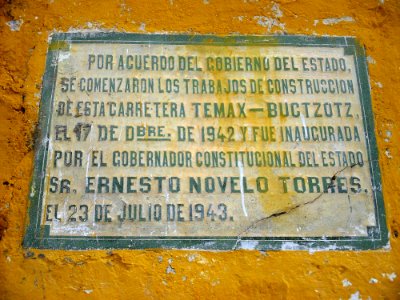 POR ACUERDO DEL GOBIERNO DEL ESTADO,
SE COMENZARON LOS TRABAJOS DE CONSTRUCCION
DE ESTA CARRETERA TEMAX—BUCTZOTZ,
EL 17 DE DBRE. DE 1942 Y FUE INAUGURADA
POR EL GOBERNADOR CONSTITUCIONAL DEL ESTADO
SR. ERNESTO NOVELO TORRES.
EL 23 DE JULIO DE 1943.